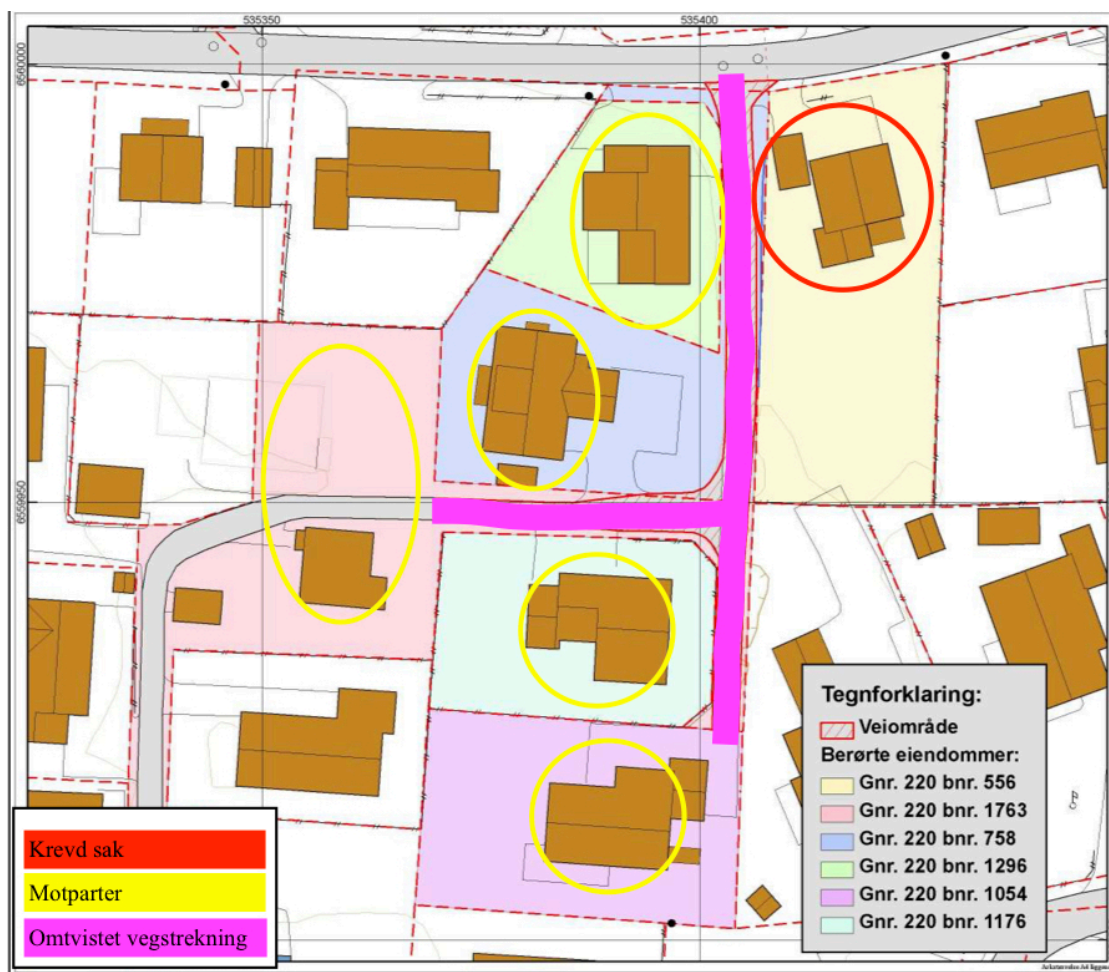 535350
535400
6560000
6559950
Tegnforklaring:
Veiområde
Berørte eiendommer:
Gnr. 220 bnr. 556
Gnr. 220 bnr. 1763
Gnr. 220 bnr. 758
Gnr. 220 bnr. 1296
Gnr. 220 bnr. 1054
Gnr. 220 bnr. 1176
Krevd sak
Motparter
Omtvistet vegstrekning